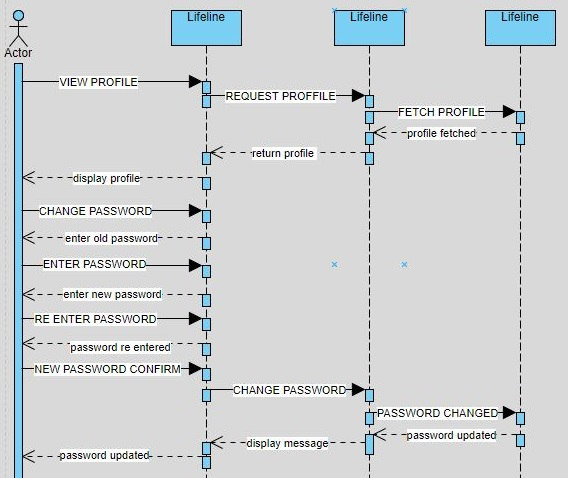 Lifeline
Lifeline
Lifeline
Actor
VIEW PROFILE
REQUEST PROFFILE
FETCH PROFILE
profile fetched
return profile
display profile
CHANGE PASSWORD
enter old password
ENTER PASSWORD
enter new password
RE ENTER PASSWORD
password re entered
NEW PASSWORD CONFIRM
CHANGE PASSWORD
PASSWORD CHANGED
password updated
display message
password updated